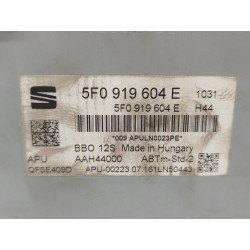 5F0 919 604 E 1031-
5F0 919 604 E H44
*009 APULN0023PE*
BBO 12S Made in Hungary
APU AAH44000 ABTm-Std-2
QFSE409D APU-00223.07.161LN50443